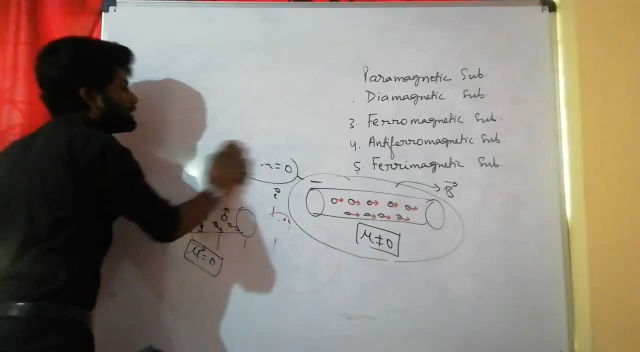 Paramagnetic Sub.
. Diamagnetic Sub
3 Ferromagnetic Sub.
4. Antiferromagnetic Sub
5 Ferrimagnetic Sub.
=0
?
B
μ=0
μ≠0